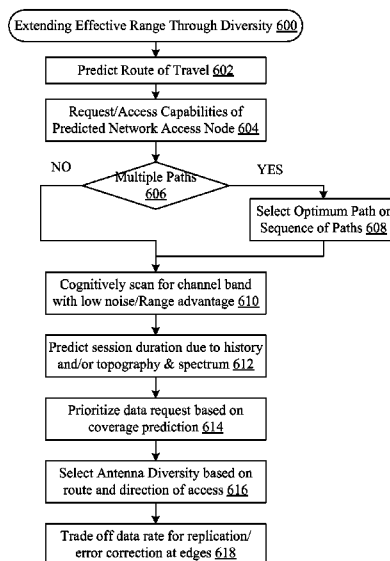 Extending Effective Range Through Diversity 600
Predict Route of Travel 602
Request/Access Capabilities of
Predicted Network Access Node 604
NO
Multiple Paths
606
YES
Select Optimum Path or
Sequence of Paths 608
Cognitively scan for channel band
with low noise/Range advantage 610
Predict session duration due to history
and/or topography & spectrum 612
Prioritize data request based on
coverage prediction 614
Select Antenna Diversity based on
route and direction of access 616
Trade off data rate for replication/
error correction at edges 618